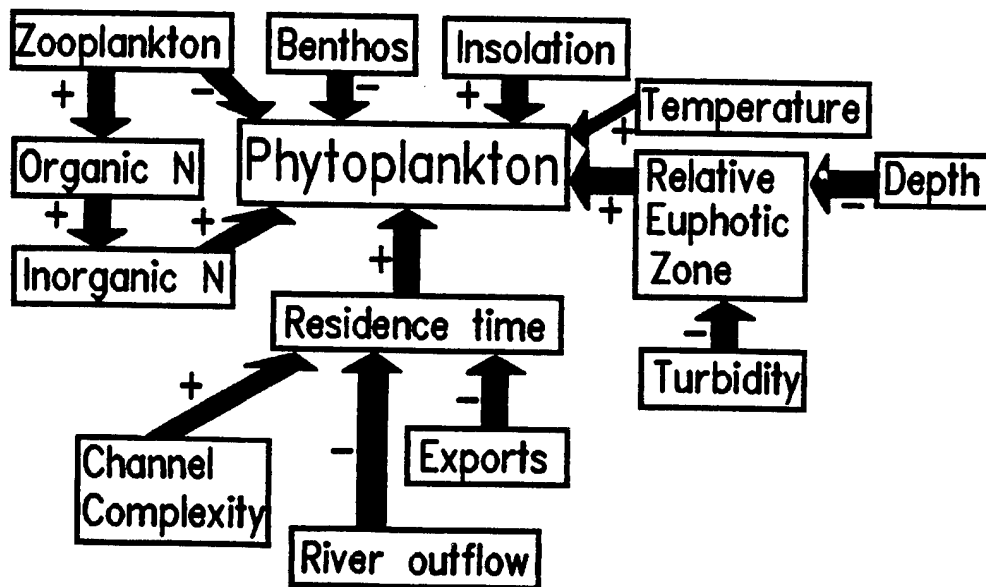 Zooplankton
Benthos
Insolation
+
-
-
+
Temperature
+
Organic N
Phytoplankton
Relative
Euphotic
Zone
Depth
+
-
+
+
Inorganic N
+
Residence time
-
Turbidity
+
-
-
Channel
Complexity
Exports
River outflow